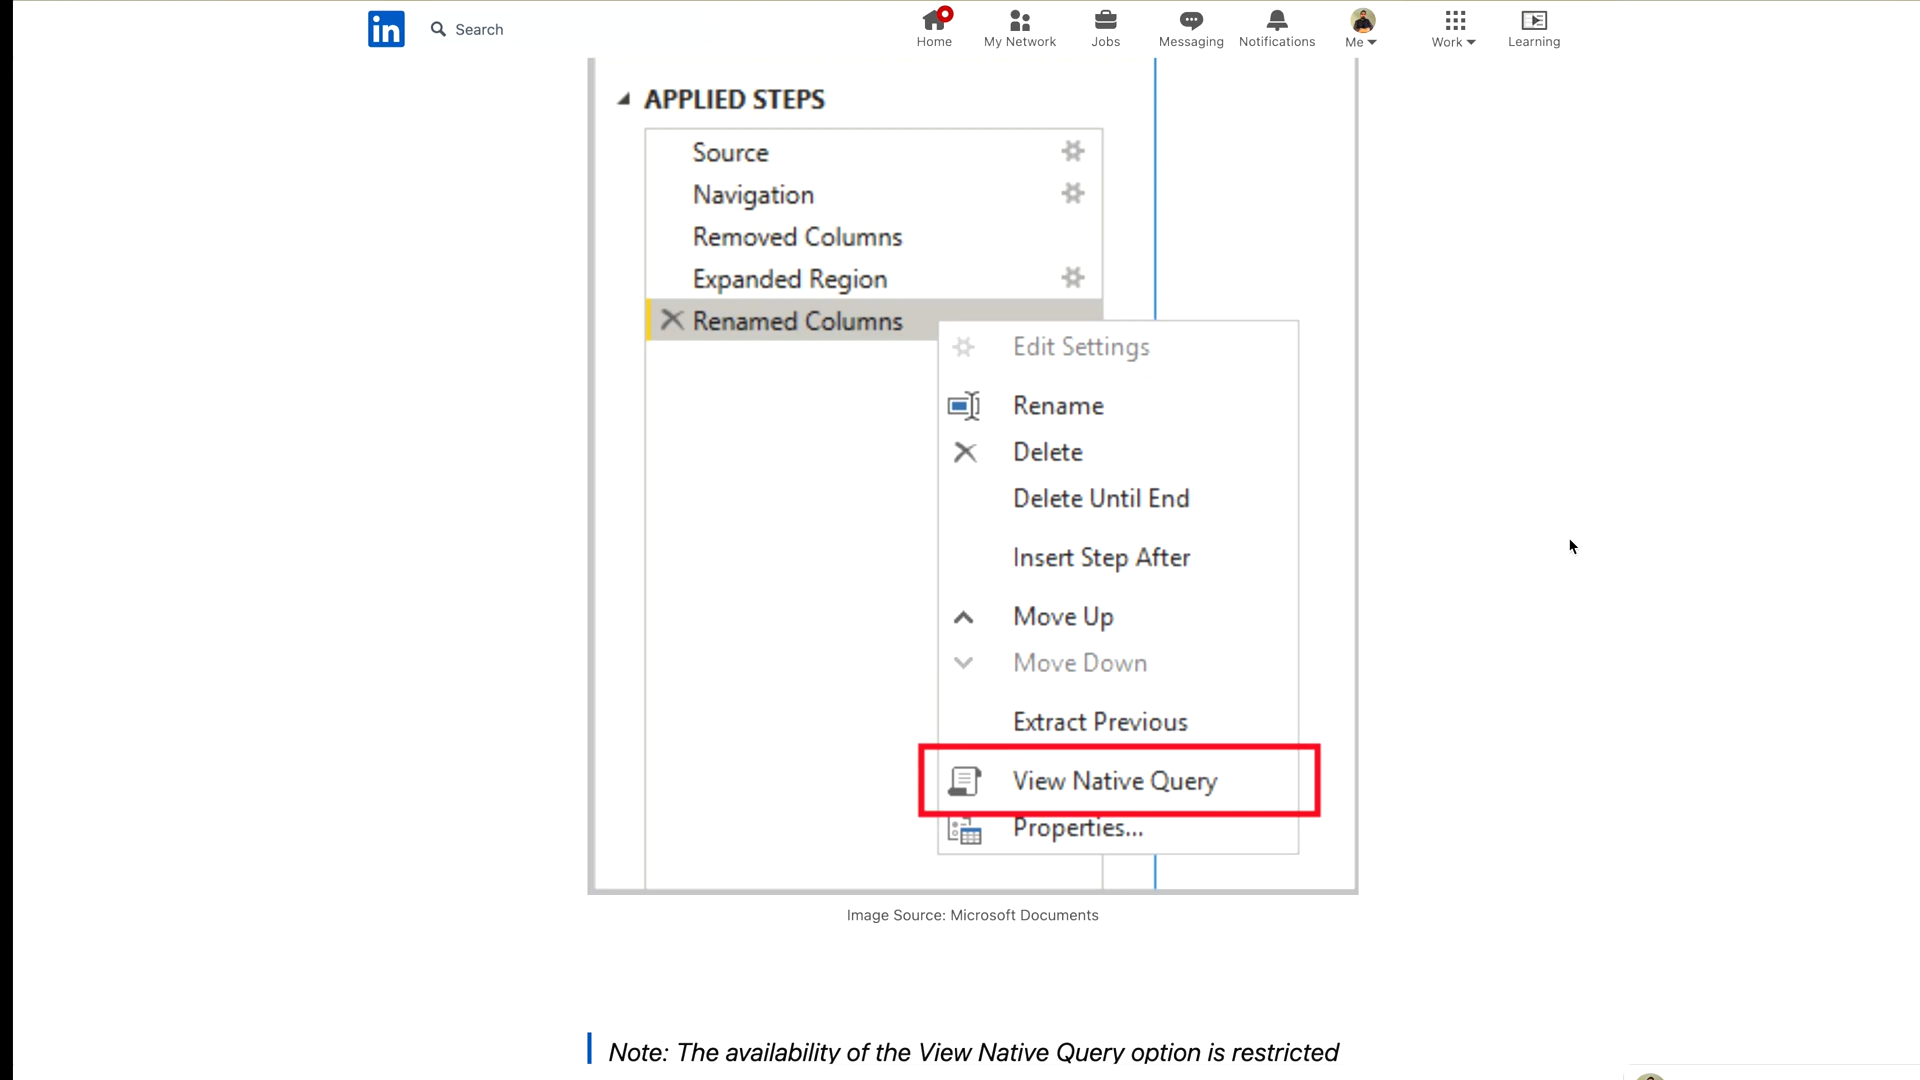 in
Search
Home
My Network
Jobs
Messaging
Notifications
Me
Work
Learning
APPLIED STEPS
Source
Navigation
Removed Columns
Expanded Region
Renamed Columns
Edit Settings
Rename
Delete
Delete Until End
Insert Step After
Move Up
Move Down
Extract Previous
View Native Query
Properties...
Image Source: Microsoft Documents
Note: The availability of the View Native Query option is restricted